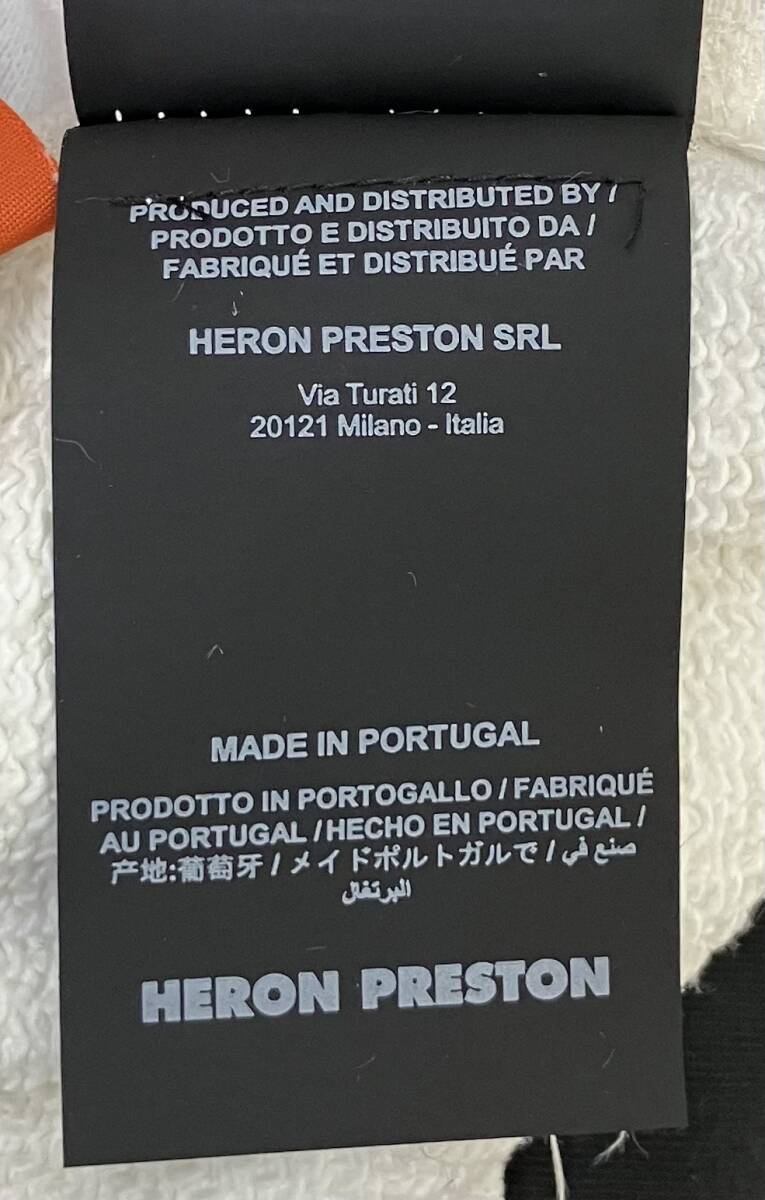 PRODUCED AND DISTRIBUTED BY /
PRODOTTO E DISTRIBUITO DA /
FABRIQUÉ ET DISTRIBUÉ PAR
HERON PRESTON SRL
Via Turati 12
20121 Milano - Italia
MADE IN PORTUGAL
PRODOTTO IN PORTOGALLO / FABRIQUÉ
AU PORTUGAL / HECHO EN PORTUGAL /
产地:葡萄牙 / メイドポルトガルで / صنع في
البرتغال
HERON PRESTON